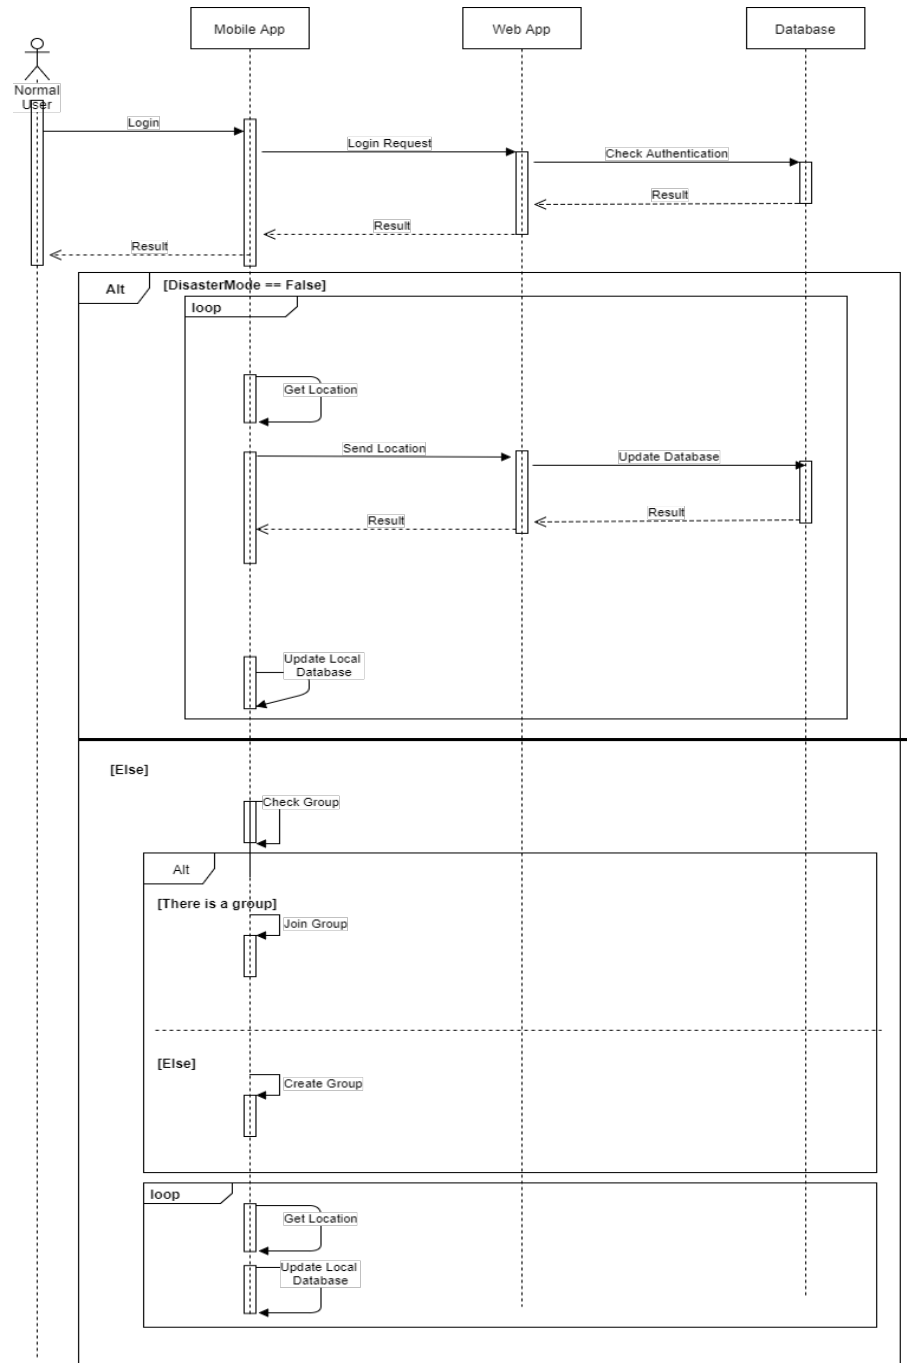 Mobile App
Web App
Database
Normal
User
Login
Login Request
Check Authentication
Result
Result
Result
Alt
[DisasterMode == False]
loop
Get Location
Send Location
Update Database
Result
Result
Update Local
Database
[Else]
Check Group
Alt
[There is a group]
Join Group
[Else]
Create Group
loop
Get Location
Update Local
Database